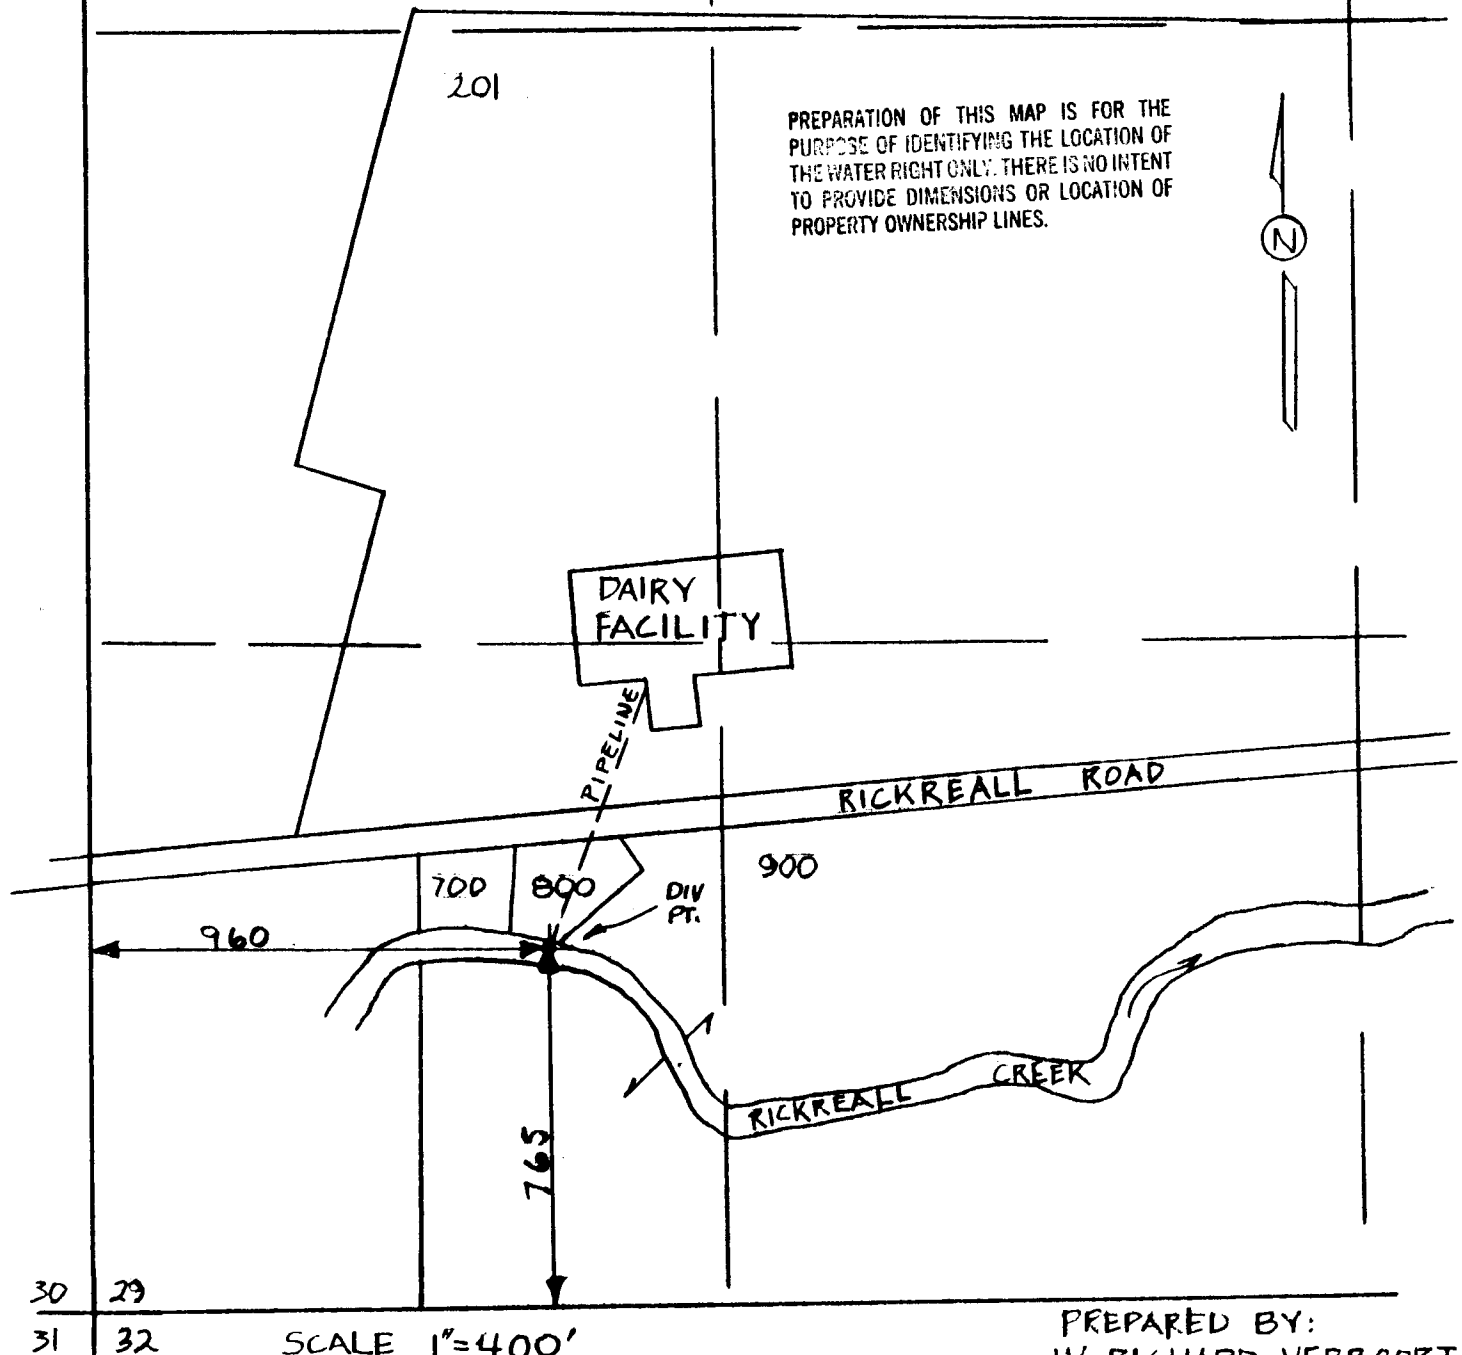 201
PREPARATION OF THIS MAP IS FOR THE
PURPOSE OF IDENTIFYING THE LOCATION OF
THE WATER RIGHT ONLY. THERE IS NO INTENT
TO PROVIDE DIMENSIONS OR LOCATION OF
PROPERTY OWNERSHIP LINES.
N
DAIRY
FACILITY
PIPELINE
RICKREALL ROAD
700
800
900
DIV
PT.
960
765
RICKREALL CREEK
30 29
31 32
SCALE 1"=400'
PREPARED BY:
W. RICHARD VERBOORT